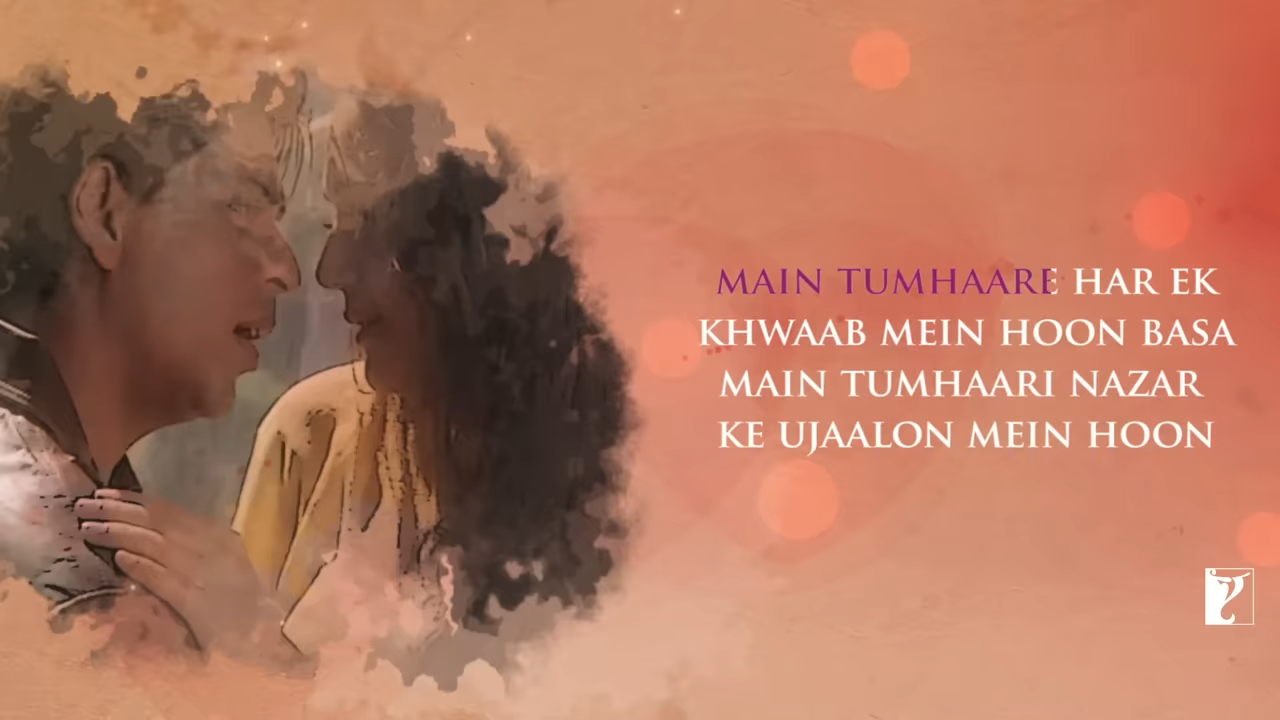 MAIN TUMHAARE HAR EK
KHWAAB MEIN HOON BASA
MAIN TUMHAARI NAZAR
KE UJAALON MEIN HOON